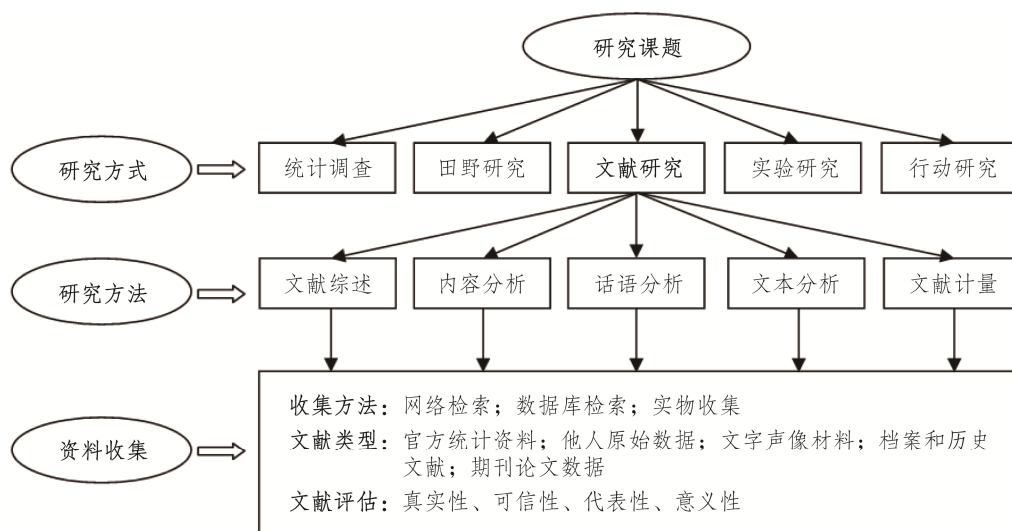 研究课题
研究方式
统计调查
田野研究
文献研究
实验研究
行动研究
研究方法
文献综述
内容分析
话语分析
文本分析
文献计量
资料收集
收集方法：网络检索；数据库检索；实物收集
文献类型：官方统计资料；他人原始数据；文字声像材料；档案和历史
文献；期刊论文数据
文献评估：真实性、可信性、代表性、意义性